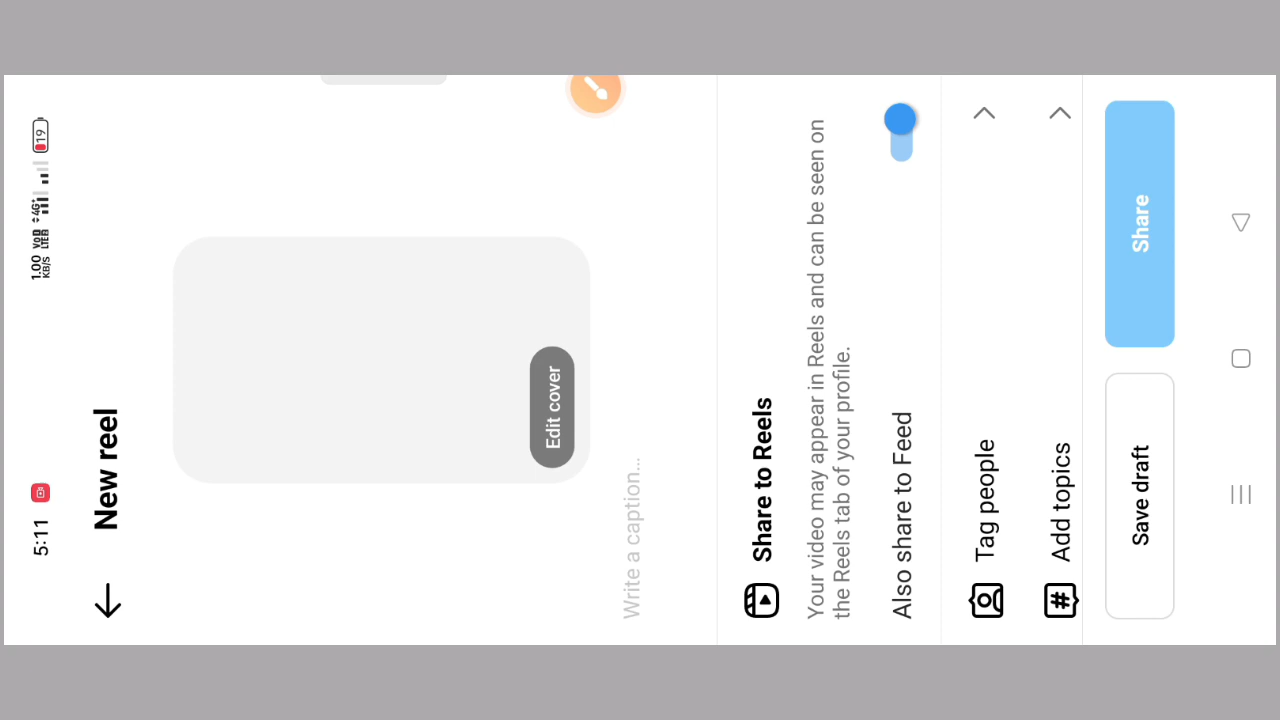 5:11
1.00 KB/S
VoD LTE
4G+
19
New reel
Edit cover
Write a caption...
Share to Reels
Your video may appear in Reels and can be seen on
the Reels tab of your profile.
Also share to Feed
Tag people
Add topics
Save draft
Share